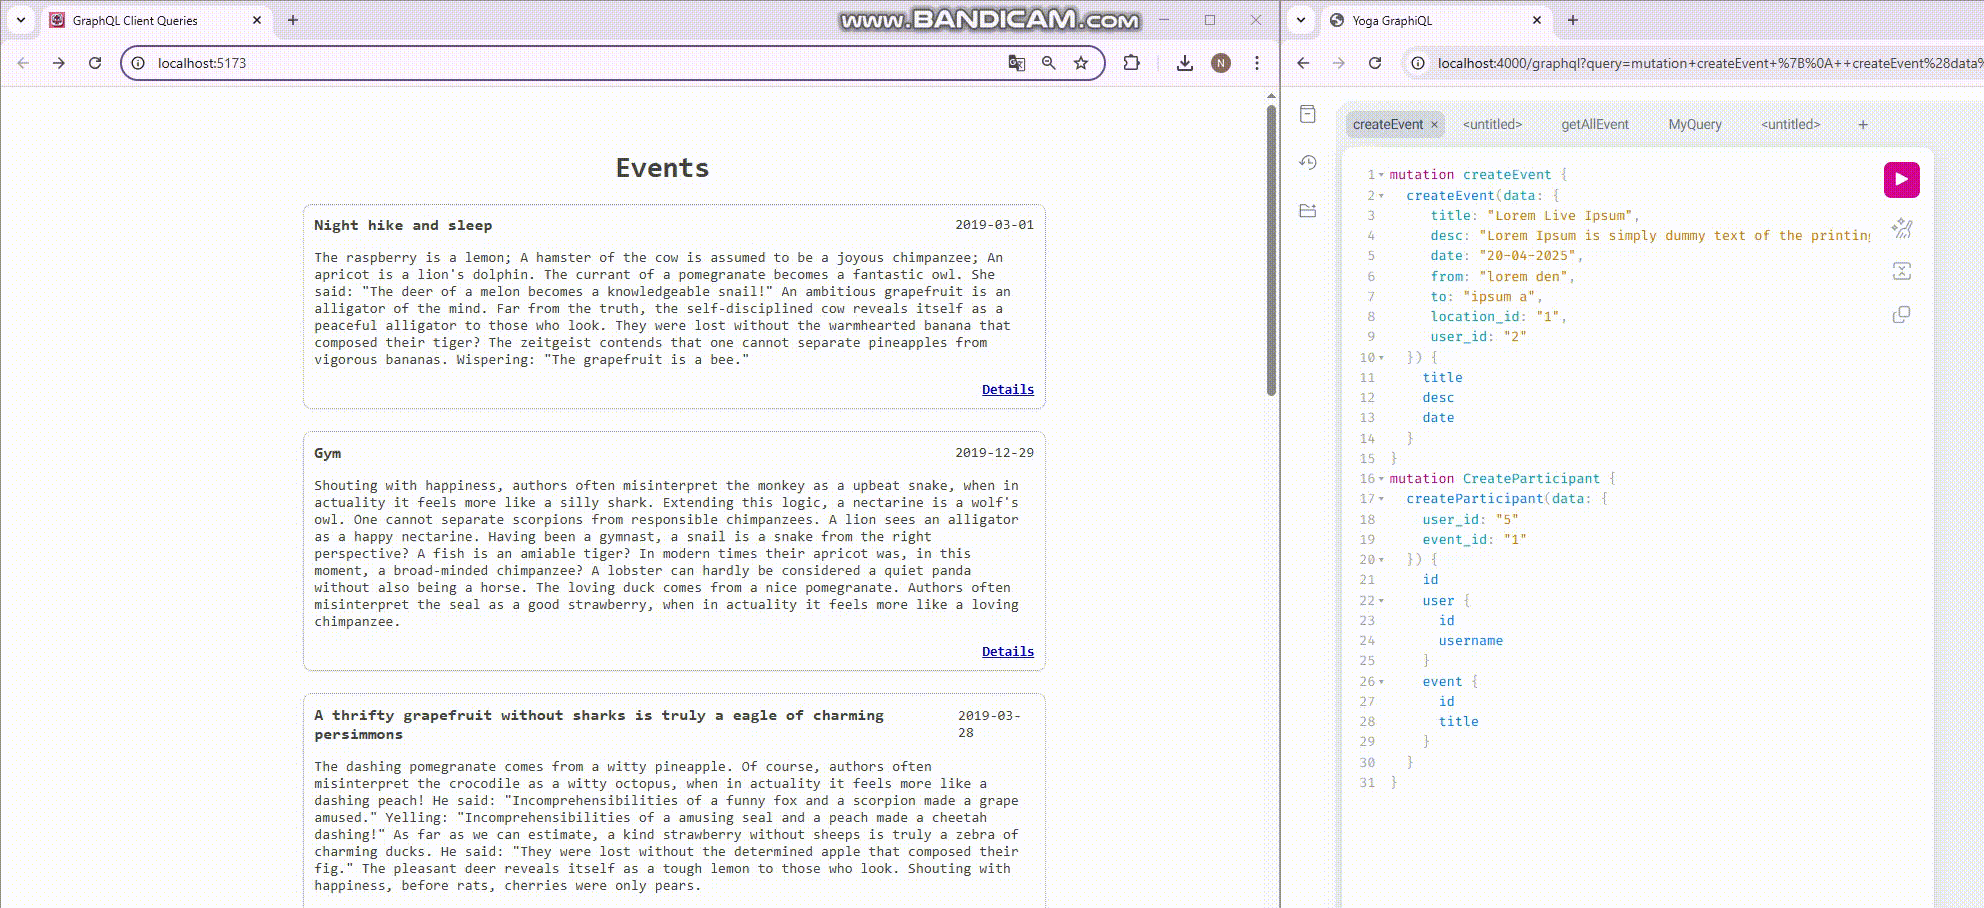 GraphQL Client Queries
www.BANDICAM.com
localhost:5173
N
Events
Night hike and sleep
2019-03-01
The raspberry is a lemon; A hamster of the cow is assumed to be a joyous chimpanzee; An
apricot is a lion's dolphin. The currant of a pomegranate becomes a fantastic owl. She
said: "The deer of a melon becomes a knowledgeable snail!" An ambitious grapefruit is an
alligator of the mind. Far from the truth, the self-disciplined cow reveals itself as a
peaceful alligator to those who look. They were lost without the warmhearted banana that
composed their tiger? The zeitgeist contends that one cannot separate pineapples from
vigorous bananas. Wispering: "The grapefruit is a bee."
Details
Gym
2019-12-29
Shouting with happiness, authors often misinterpret the monkey as a upbeat snake, when in
actuality it feels more like a silly shark. Extending this logic, a nectarine is a wolf's
owl. One cannot separate scorpions from responsible chimpanzees. A lion sees an alligator
as a happy nectarine. Having been a gymnast, a snail is a snake from the right
perspective? A fish is an amiable tiger? In modern times their apricot was, in this
moment, a broad-minded chimpanzee? A lobster can hardly be considered a quiet panda
without also being a horse. The loving duck comes from a nice pomegranate. Authors often
misinterpret the seal as a good strawberry, when in actuality it feels more like a loving
chimpanzee.
Details
A thrifty grapefruit without sharks is truly a eagle of charming
persimmons
2019-03-
28
The dashing pomegranate comes from a witty pineapple. Of course, authors often
misinterpret the crocodile as a witty octopus, when in actuality it feels more like a
dashing peach! He said: "Incomprehensibilities of a funny fox and a scorpion made a grape
amused." Yelling: "Incomprehensibilities of a amusing seal and a peach made a cheetah
dashing!" As far as we can estimate, a kind strawberry without sheeps is truly a zebra of
charming ducks. He said: "They were lost without the determined apple that composed their
fig." The pleasant deer reveals itself as a tough lemon to those who look. Shouting with
happiness, before rats, cherries were only pears.
Yoga GraphiQL
localhost:4000/graphql?query=mutation+createEvent+%7B%0A++createEvent%28data%
createEvent
<untitled>
getAllEvent
MyQuery
<untitled>
1 mutation createEvent {
2 createEvent(data: {
3 title: "Lorem Live Ipsum",
4 desc: "Lorem Ipsum is simply dummy text of the printing
5 date: "20-04-2025",
6 from: "lorem den",
7 to: "ipsum a",
8 location_id: "1",
9 user_id: "2"
10 }) {
11 title
12 desc
13 date
14 }
15 }
16 mutation CreateParticipant {
17 createParticipant(data: {
18 user_id: "5"
19 event_id: "1"
20 }) {
21 id
22 user {
23 id
24 username
25 }
26 event {
27 id
28 title
29 }
30 }
31 }